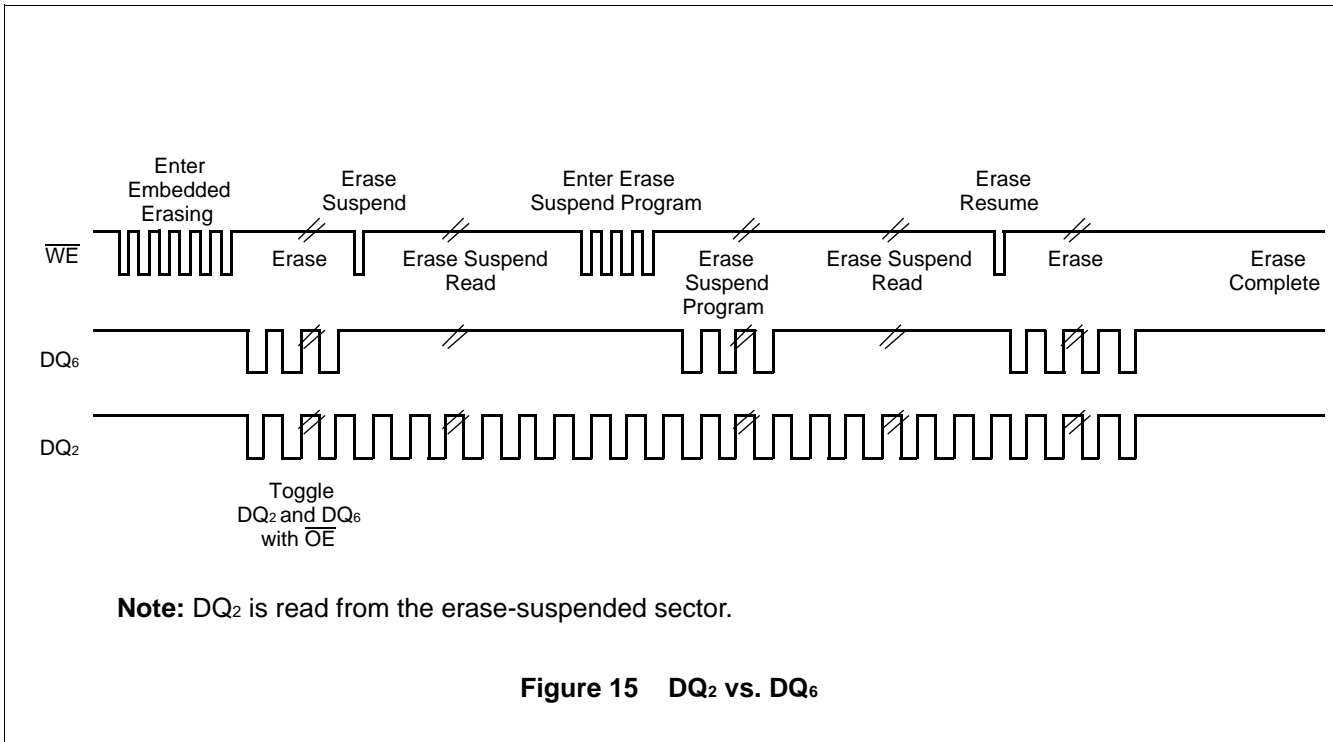 Enter
Embedded
Erasing
Erase
Suspend
Enter Erase
Suspend Program
Erase
Resume
WE
Erase
Erase Suspend
Read
Erase
Suspend
Program
Erase Suspend
Read
Erase
Erase
Complete
DQ6
DQ2
Toggle
DQ2 and DQ6
with OE
Note: DQ2 is read from the erase-suspended sector.
Figure 15 DQ2 vs. DQ6